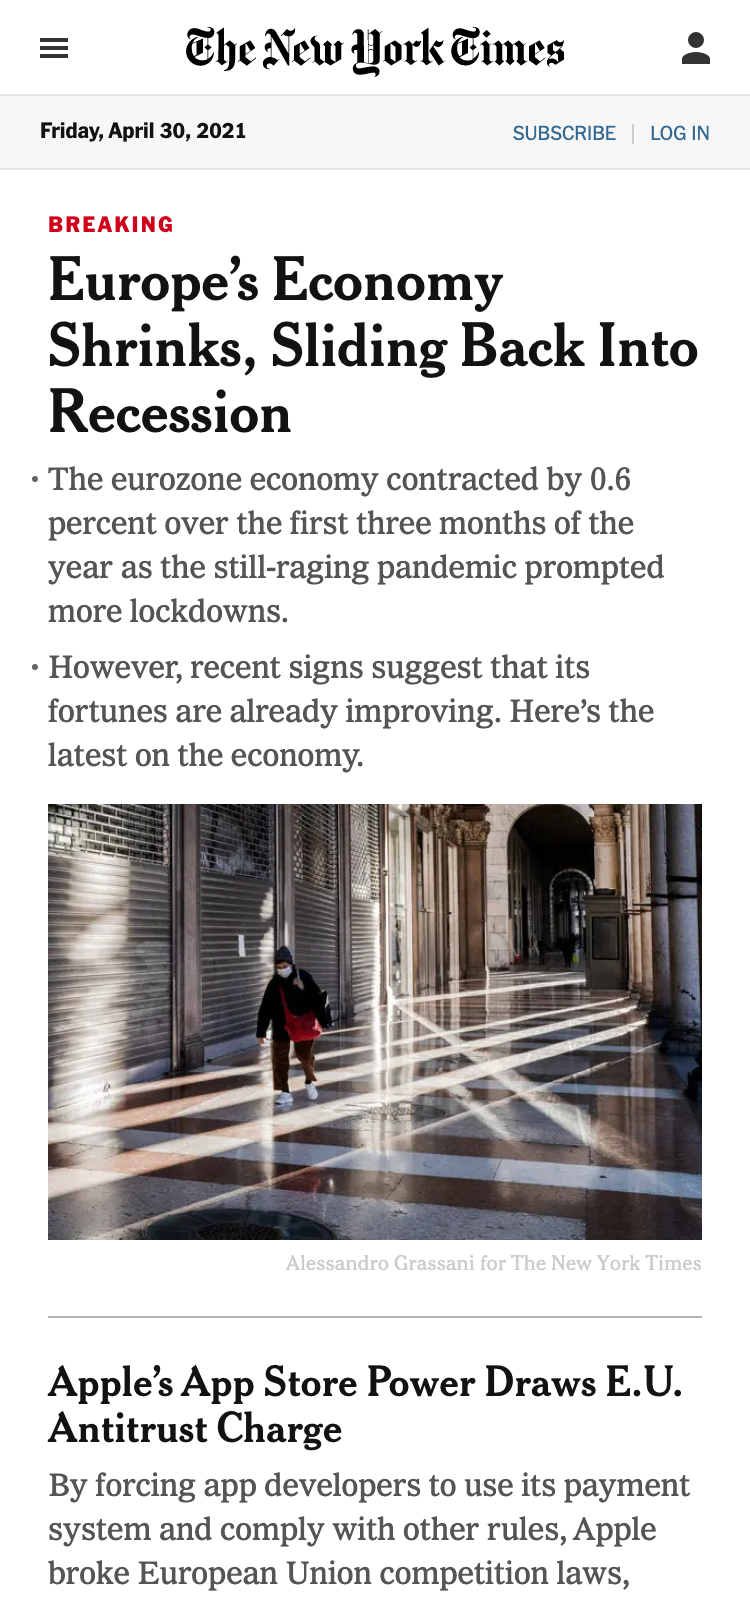 The New York Times
Friday, April 30, 2021
SUBSCRIBE | LOG IN
BREAKING
Europe’s Economy
Shrinks, Sliding Back Into
Recession
• The eurozone economy contracted by 0.6
percent over the first three months of the
year as the still-raging pandemic prompted
more lockdowns.
• However, recent signs suggest that its
fortunes are already improving. Here’s the
latest on the economy.
Alessandro Grassani for The New York Times
Apple’s App Store Power Draws E.U.
Antitrust Charge
By forcing app developers to use its payment
system and comply with other rules, Apple
broke European Union competition laws,